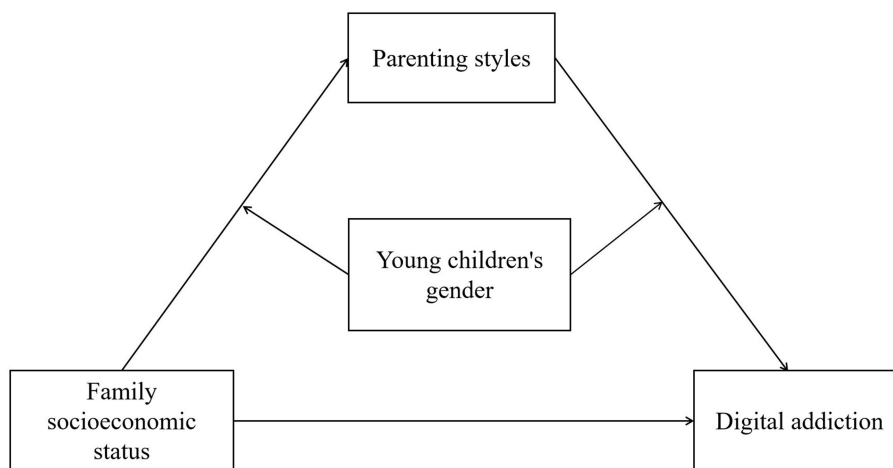 Parenting styles
Young children's
gender
Family
socioeconomic
status
Digital addiction